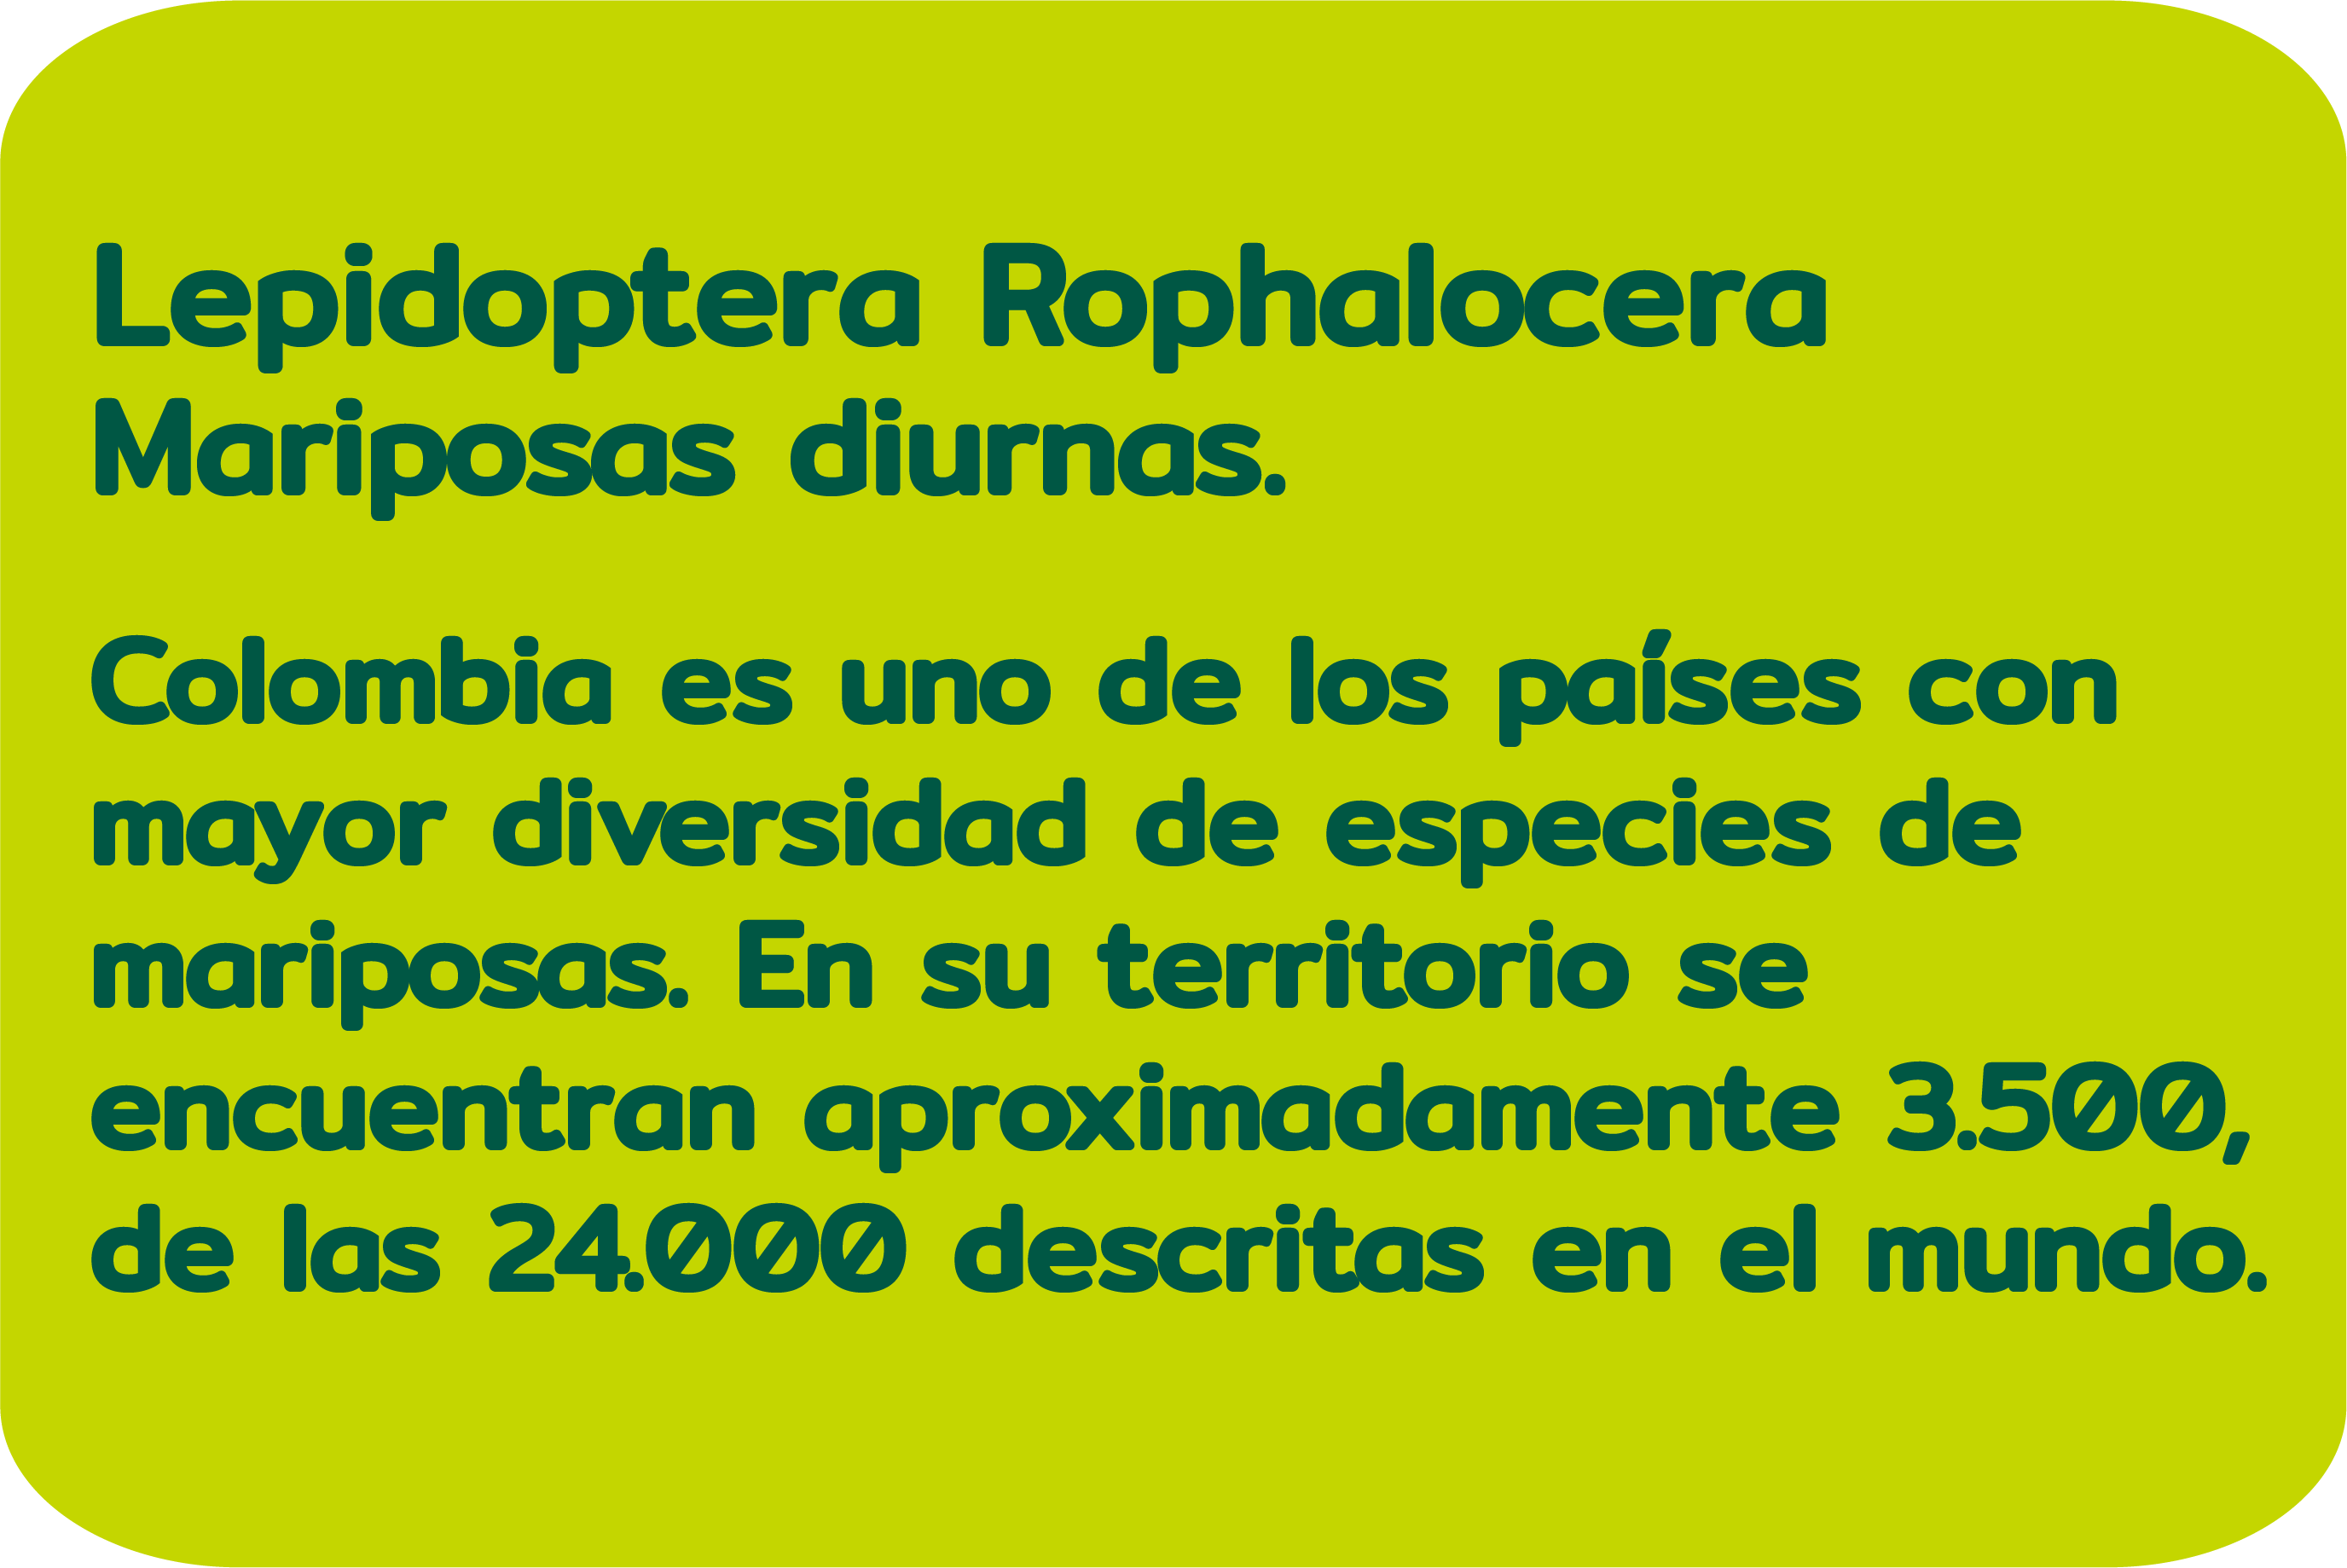 Lepidoptera Rophalocera
Mariposas diurnas.
Colombia es uno de los países con
mayor diversidad de especies de
mariposas. En su territorio se
encuentran aproximadamente 3.500,
de las 24.000 descritas en el mundo.